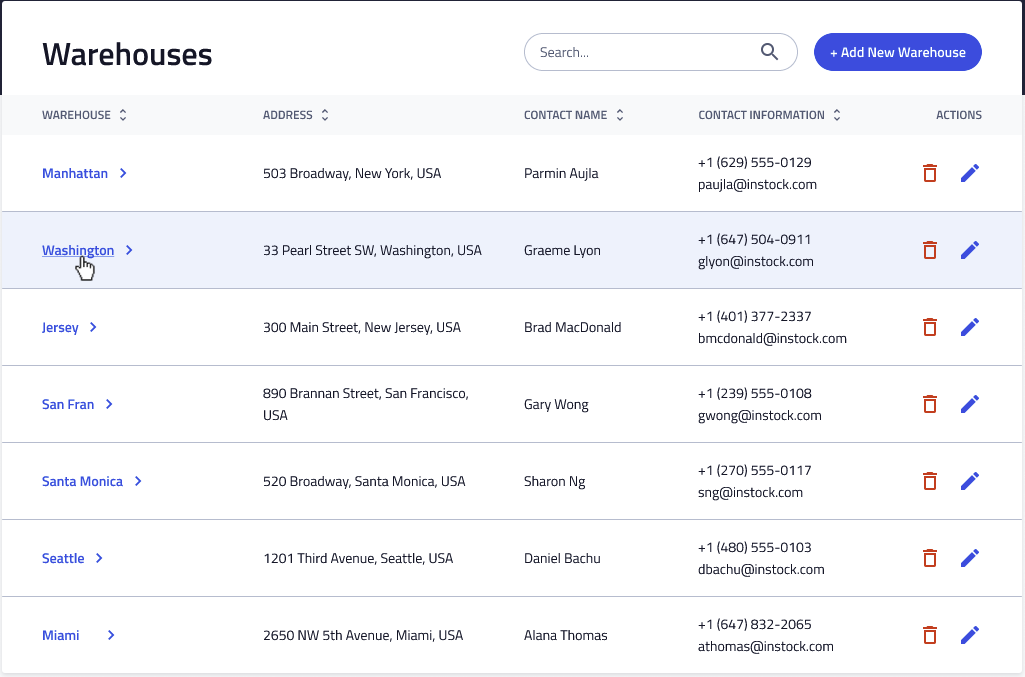 Warehouses
Search...
+ Add New Warehouse
WAREHOUSE
ADDRESS
CONTACT NAME
CONTACT INFORMATION
ACTIONS
Manhattan
503 Broadway, New York, USA
Parmin Aujla
+1 (629) 555-0129
paujla@instock.com
Washington
33 Pearl Street SW, Washington, USA
Graeme Lyon
+1 (647) 504-0911
glyon@instock.com
Jersey
300 Main Street, New Jersey, USA
Brad MacDonald
+1 (401) 377-2337
bmcdonald@instock.com
San Fran
890 Brannan Street, San Francisco,
USA
Gary Wong
+1 (239) 555-0108
gwong@instock.com
Santa Monica
520 Broadway, Santa Monica, USA
Sharon Ng
+1 (270) 555-0117
sng@instock.com
Seattle
1201 Third Avenue, Seattle, USA
Daniel Bachu
+1 (480) 555-0103
dbachu@instock.com
Miami
2650 NW 5th Avenue, Miami, USA
Alana Thomas
+1 (647) 832-2065
athomas@instock.com